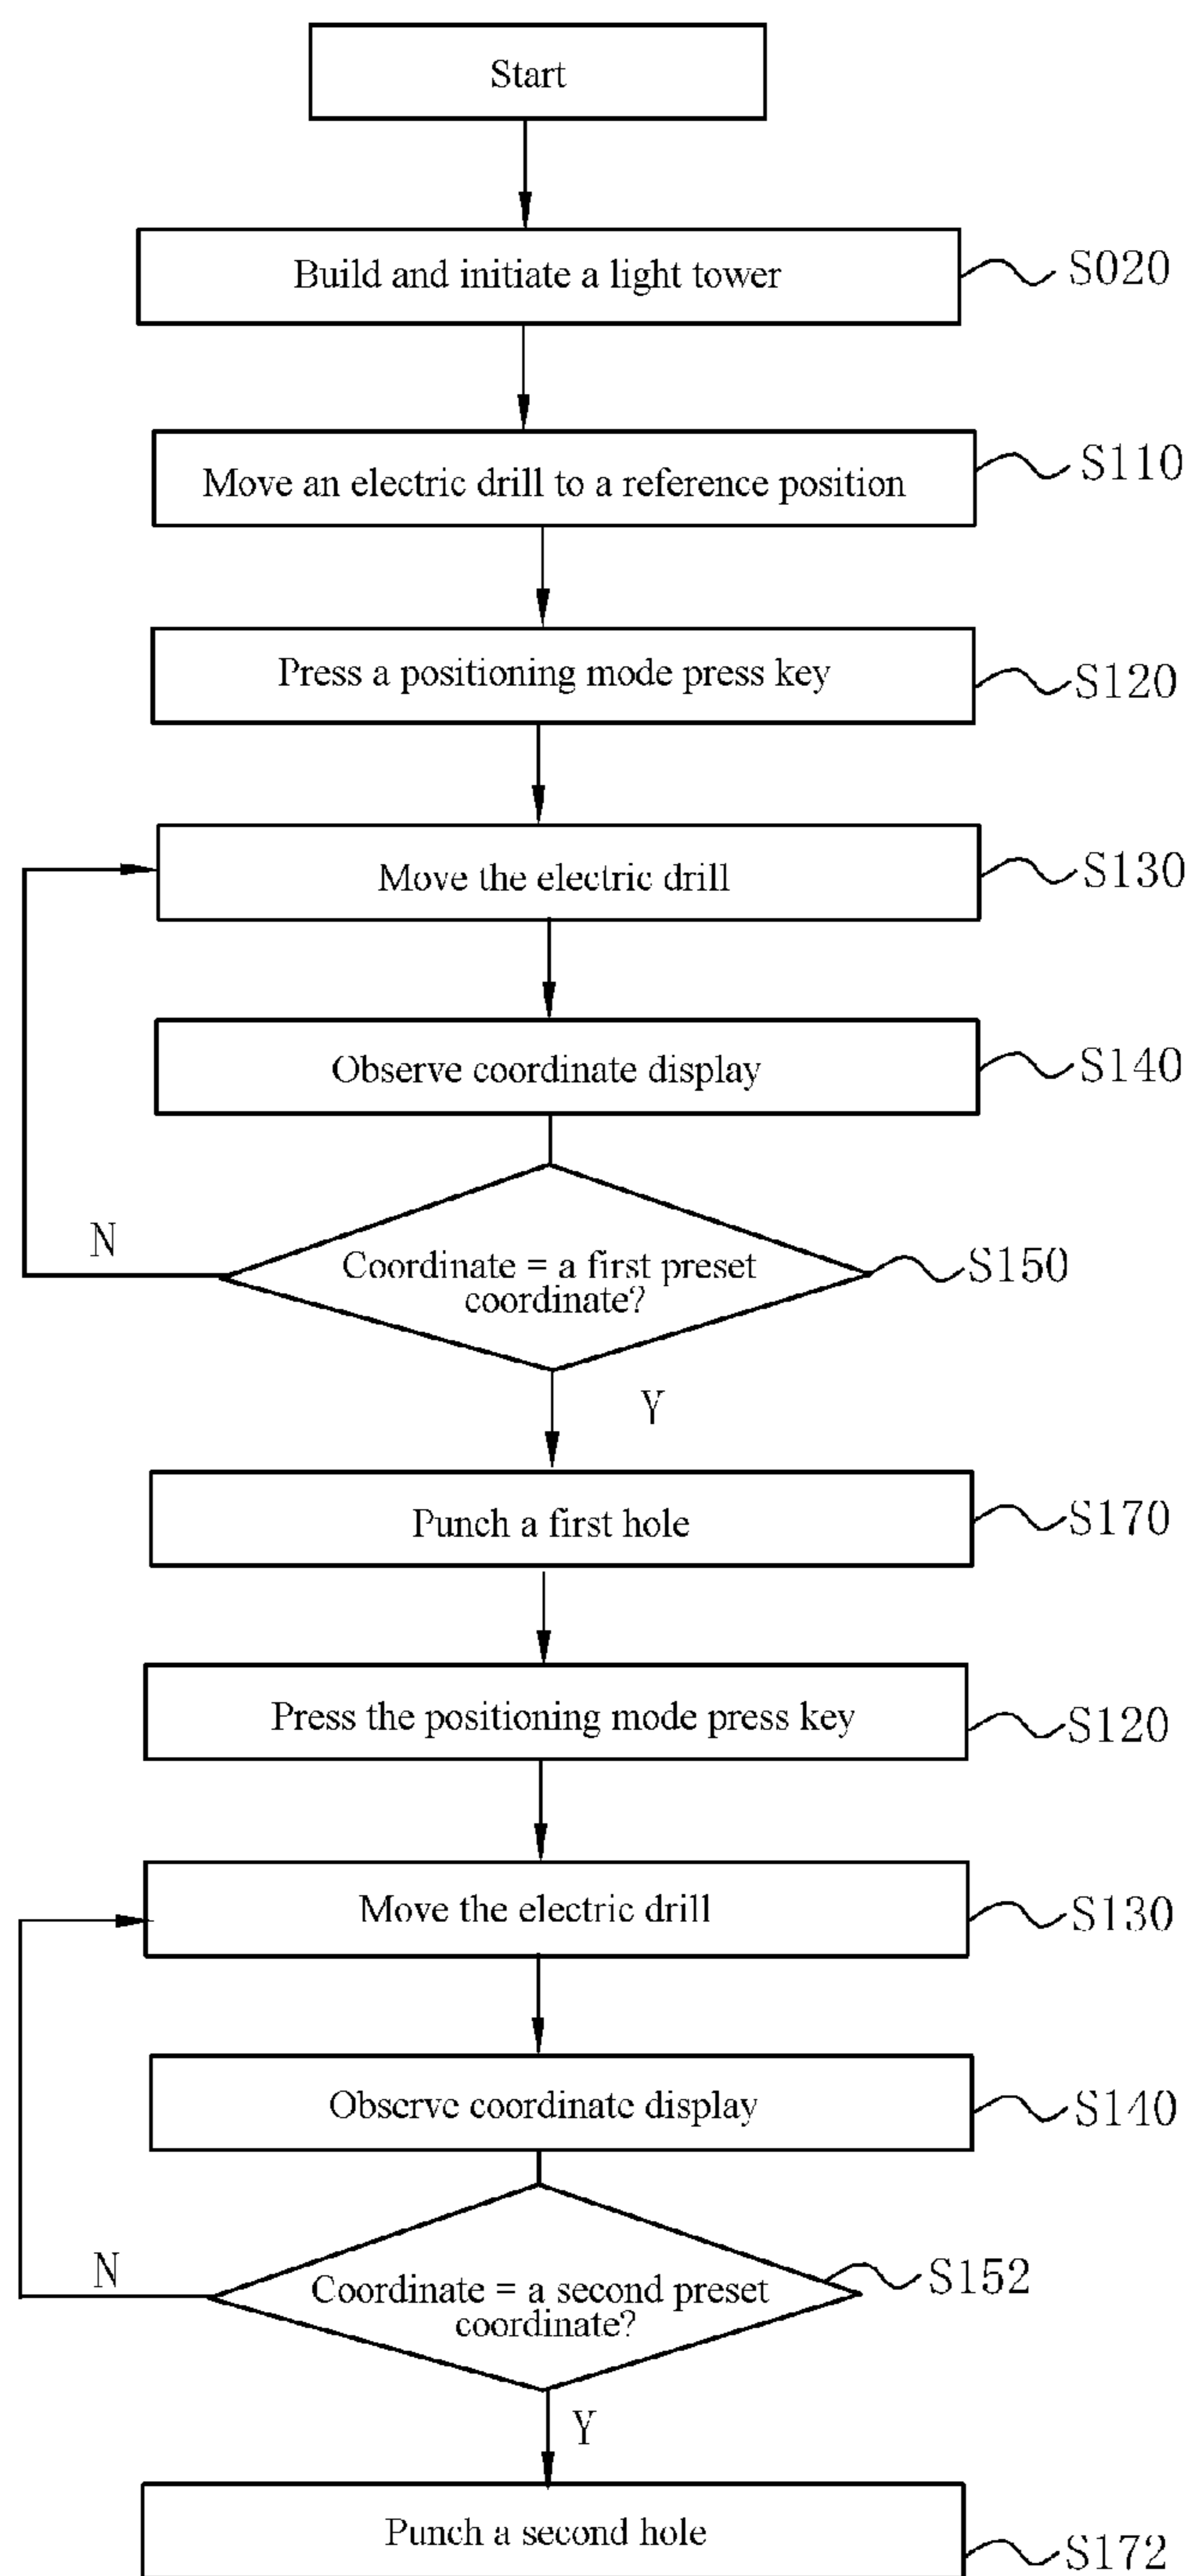 Start
Build and initiate a light tower
S020
Move an electric drill to a reference position
S110
Press a positioning mode press key
S120
Move the electric drill
S130
Observe coordinate display
S140
N
Coordinate = a first preset
coordinate?
S150
Y
Punch a first hole
S170
Press the positioning mode press key
S120
Move the electric drill
S130
Observe coordinate display
S140
N
Coordinate = a second preset
coordinate?
S152
Y
Punch a second hole
S172